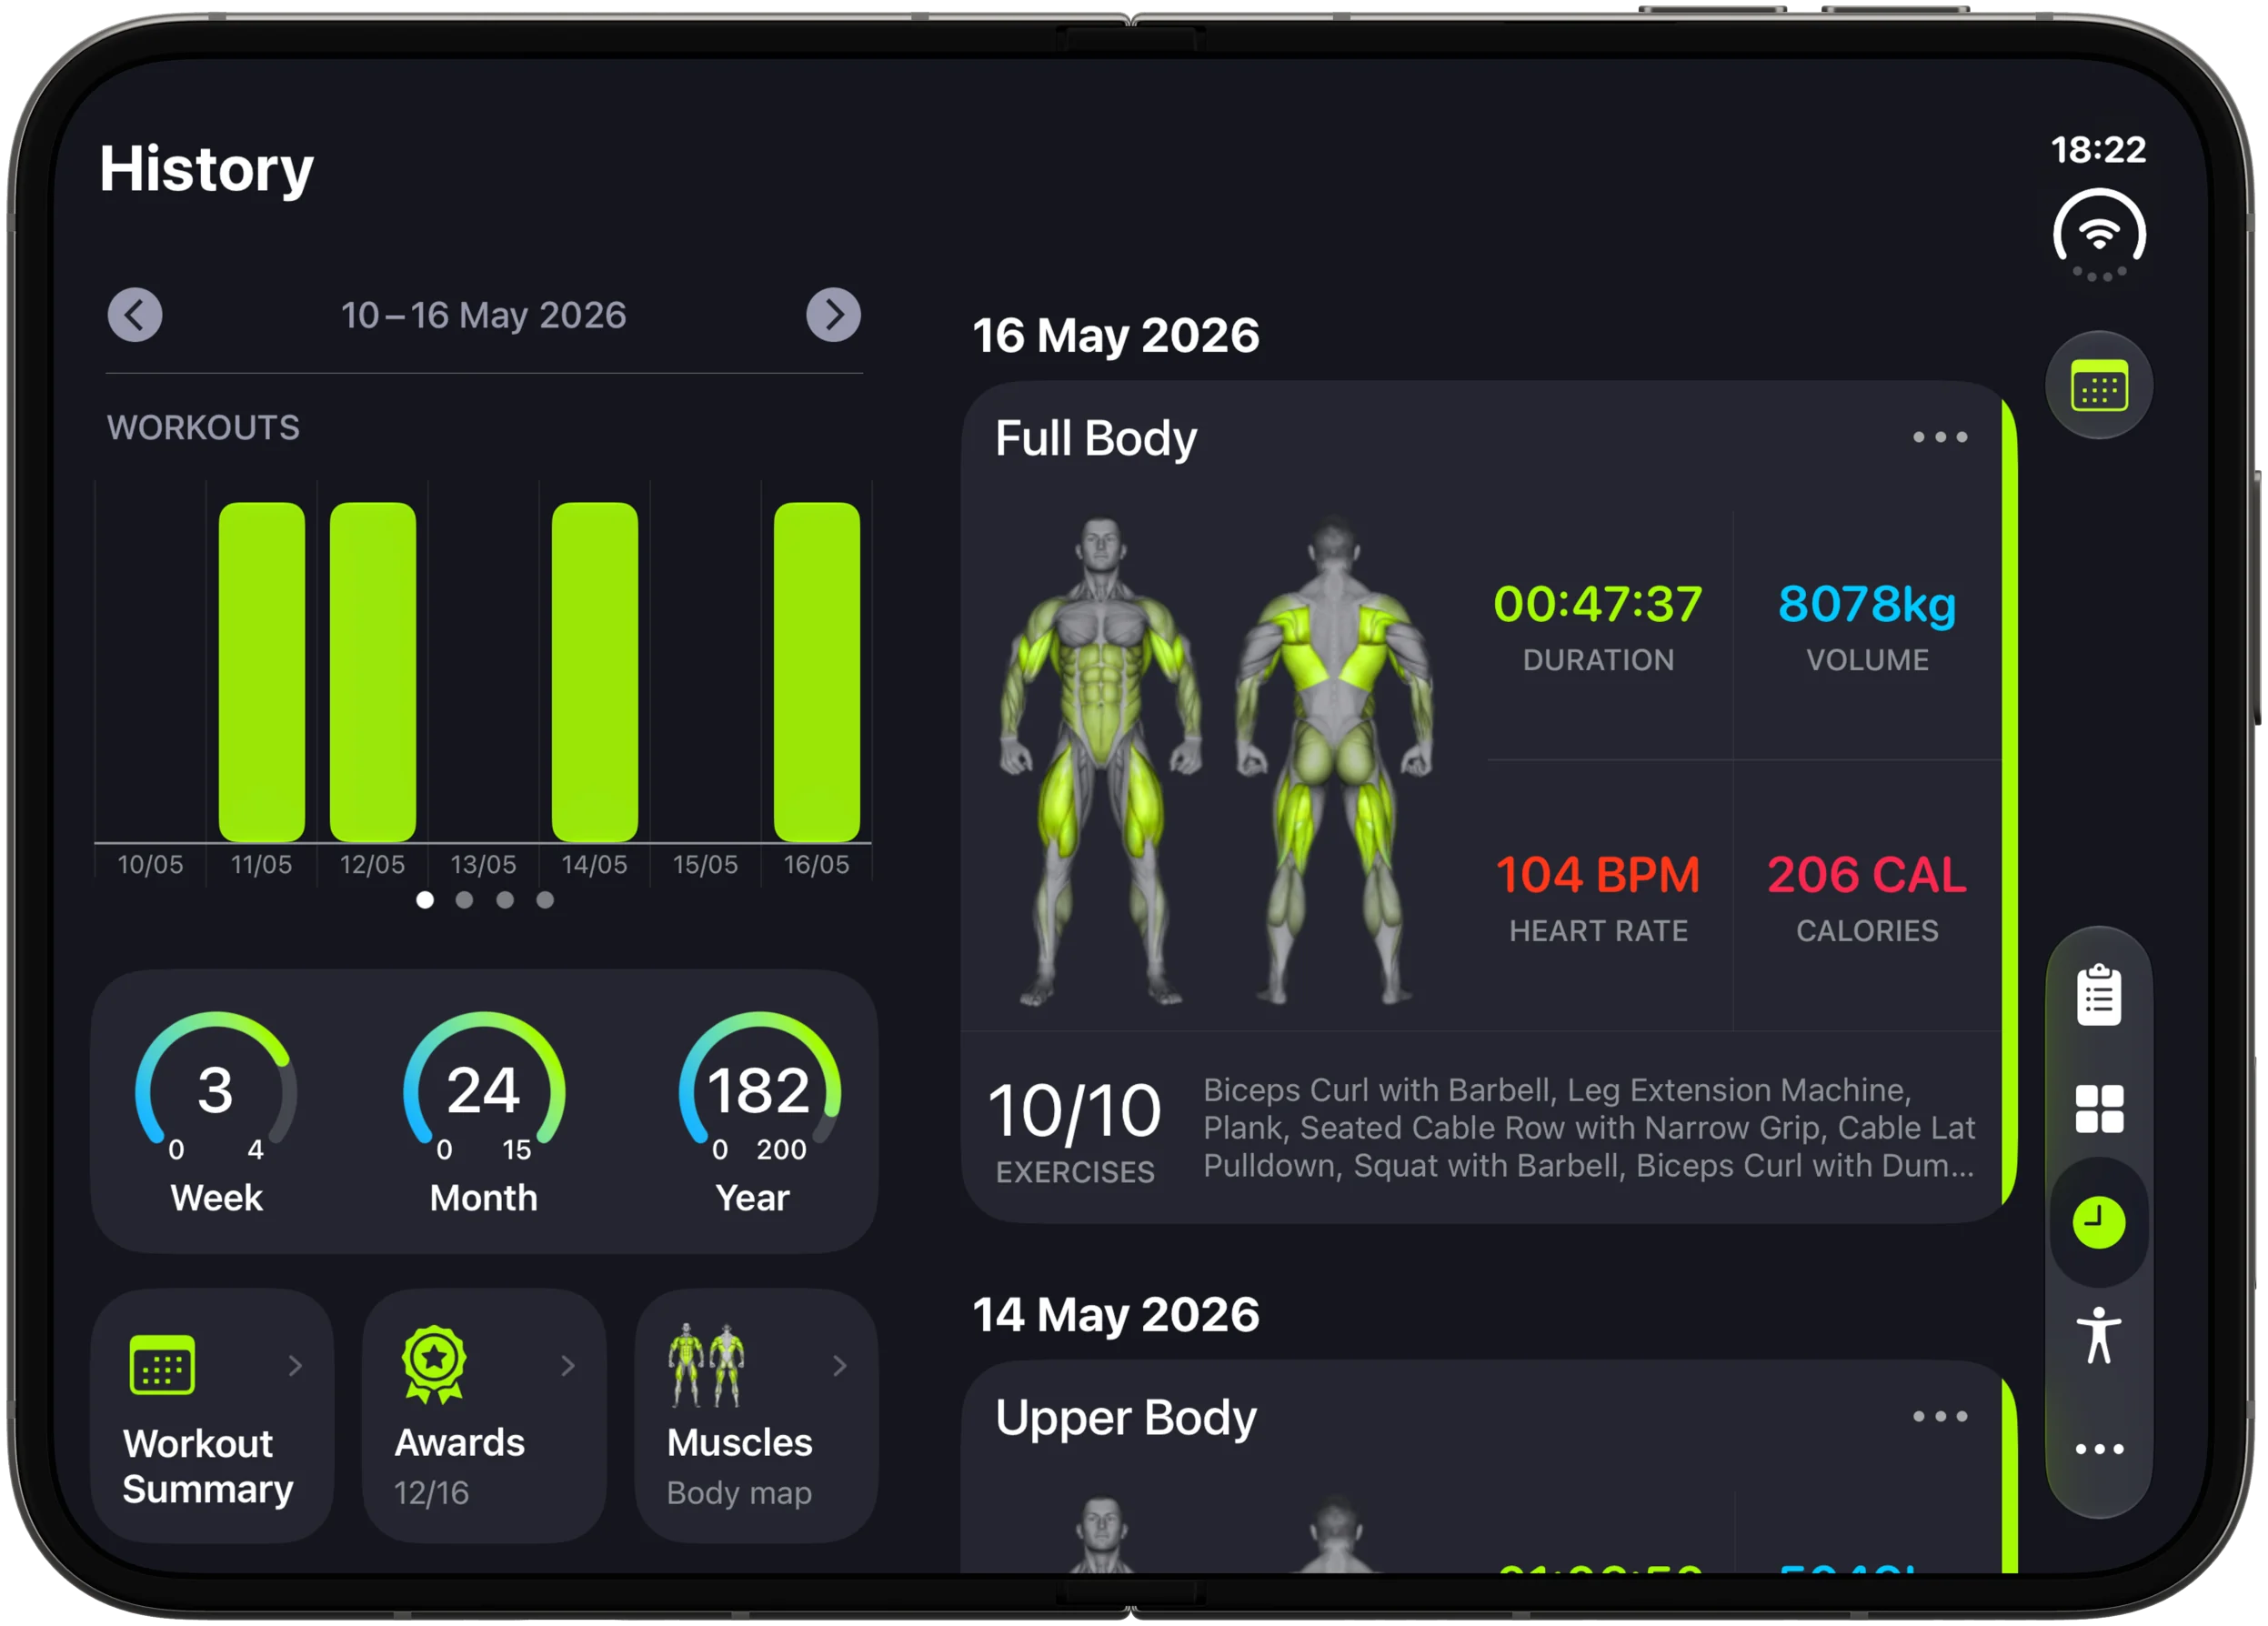 History
18:22
10–16 May 2026
WORKOUTS
10/05 11/05 12/05 13/05 14/05 15/05 16/05
3
0 4
Week
24
0 15
Month
182
0 200
Year
Workout
Summary
Awards
12/16
Muscles
Body map
16 May 2026
Full Body
00:47:37
DURATION
8078kg
VOLUME
104 BPM
HEART RATE
206 CAL
CALORIES
10/10
EXERCISES
Biceps Curl with Barbell, Leg Extension Machine,
Plank, Seated Cable Row with Narrow Grip, Cable Lat
Pulldown, Squat with Barbell, Biceps Curl with Dum...
14 May 2026
Upper Body